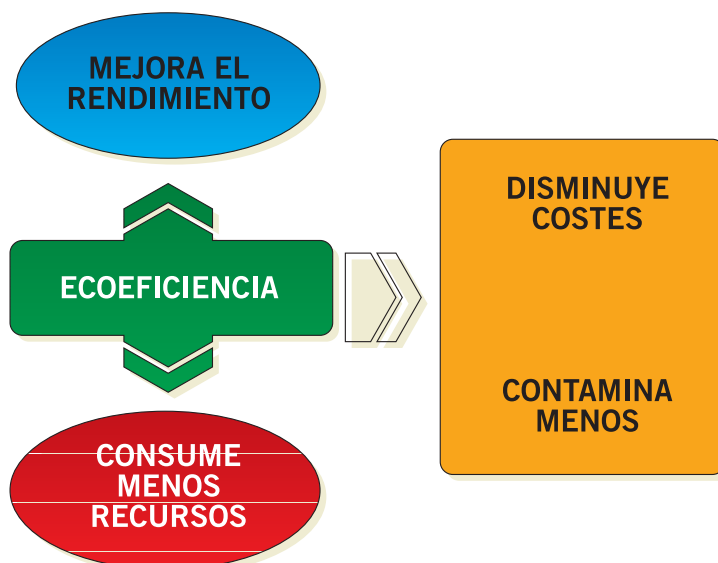 MEJORA EL
RENDIMIENTO
ECOEFICIENCIA
CONSUME
MENOS
RECURSOS
DISMINUYE
COSTES
CONTAMINA
MENOS